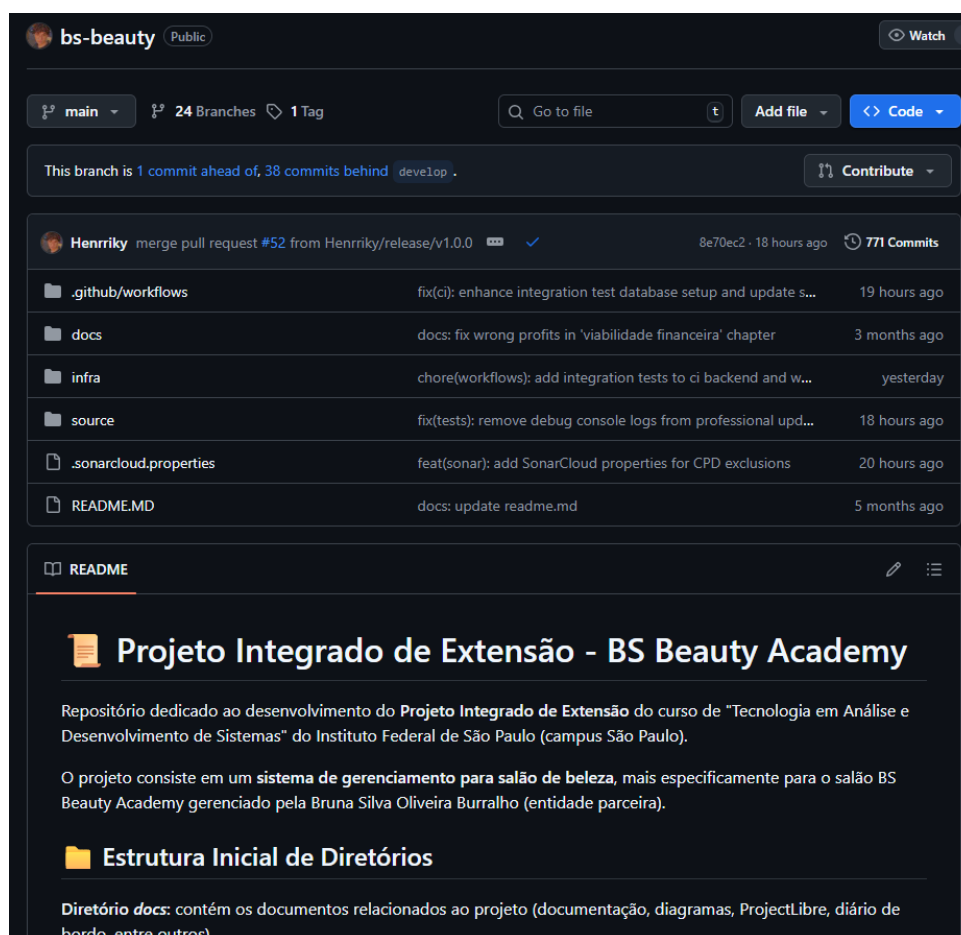 bs-beauty Public Watch
main 24 Branches 1 Tag Go to file t Add file Code
This branch is 1 commit ahead of, 38 commits behind develop . Contribute
Henrriky merge pull request #52 from Henrriky/release/v1.0.0 8e70ec2 · 18 hours ago 771 Commits
.github/workflows fix(ci): enhance integration test database setup and update s... 19 hours ago
docs docs: fix wrong profits in 'viabilidade financeira' chapter 3 months ago
infra chore(workflows): add integration tests to ci backend and w... yesterday
source fix(tests): remove debug console logs from professional upd... 18 hours ago
.sonarcloud.properties feat(sonar): add SonarCloud properties for CPD exclusions 20 hours ago
README.MD docs: update readme.md 5 months ago
README
Projeto Integrado de Extensão - BS Beauty Academy
Repositório dedicado ao desenvolvimento do Projeto Integrado de Extensão do curso de "Tecnologia em Análise e
Desenvolvimento de Sistemas" do Instituto Federal de São Paulo (campus São Paulo).
O projeto consiste em um sistema de gerenciamento para salão de beleza, mais especificamente para o salão BS
Beauty Academy gerenciado pela Bruna Silva Oliveira Burralho (entidade parceira).
Estrutura Inicial de Diretórios
Diretório docs: contém os documentos relacionados ao projeto (documentação, diagramas, ProjectLibre, diário de
bordo, entre outros)